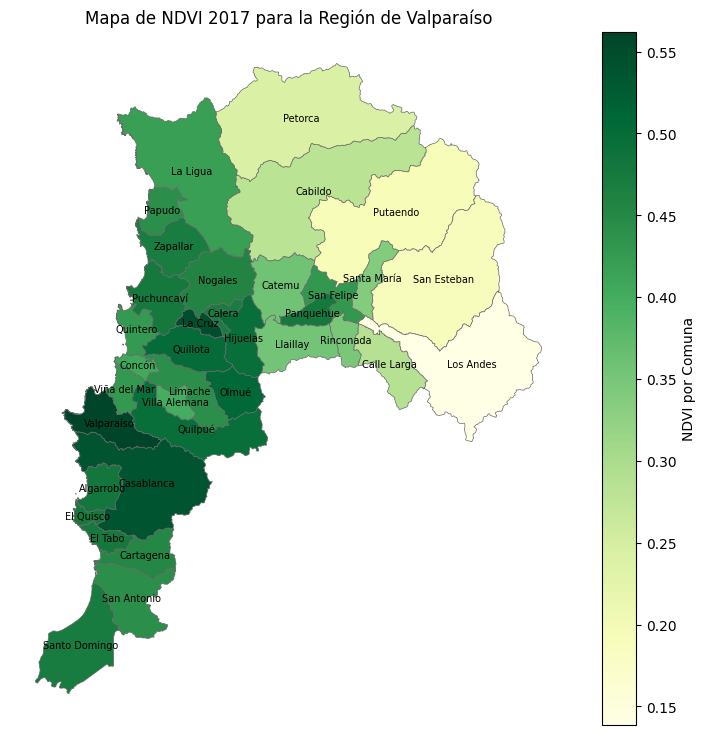 Mapa de NDVI 2017 para la Región de Valparaíso
Petorca
La Ligua
Cabildo
Papudo
Putaendo
Zapallar
Nogales
Catemu
Santa María
San Esteban
Puchuncaví
San Felipe
Calera
Panquehue
La Cruz
Quintero
Hijuelas
Rinconada
Llaillay
Quillota
Concón
Calle Larga
Los Andes
Viña del Mar
Limache
Olmué
Villa Alemana
Valparaíso
Quilpué
Casablanca
Algarrobo
El Quisco
El Tabo
Cartagena
San Antonio
Santo Domingo
0.55
0.50
0.45
0.40
0.35
0.30
0.25
0.20
0.15
NDVI por Comuna